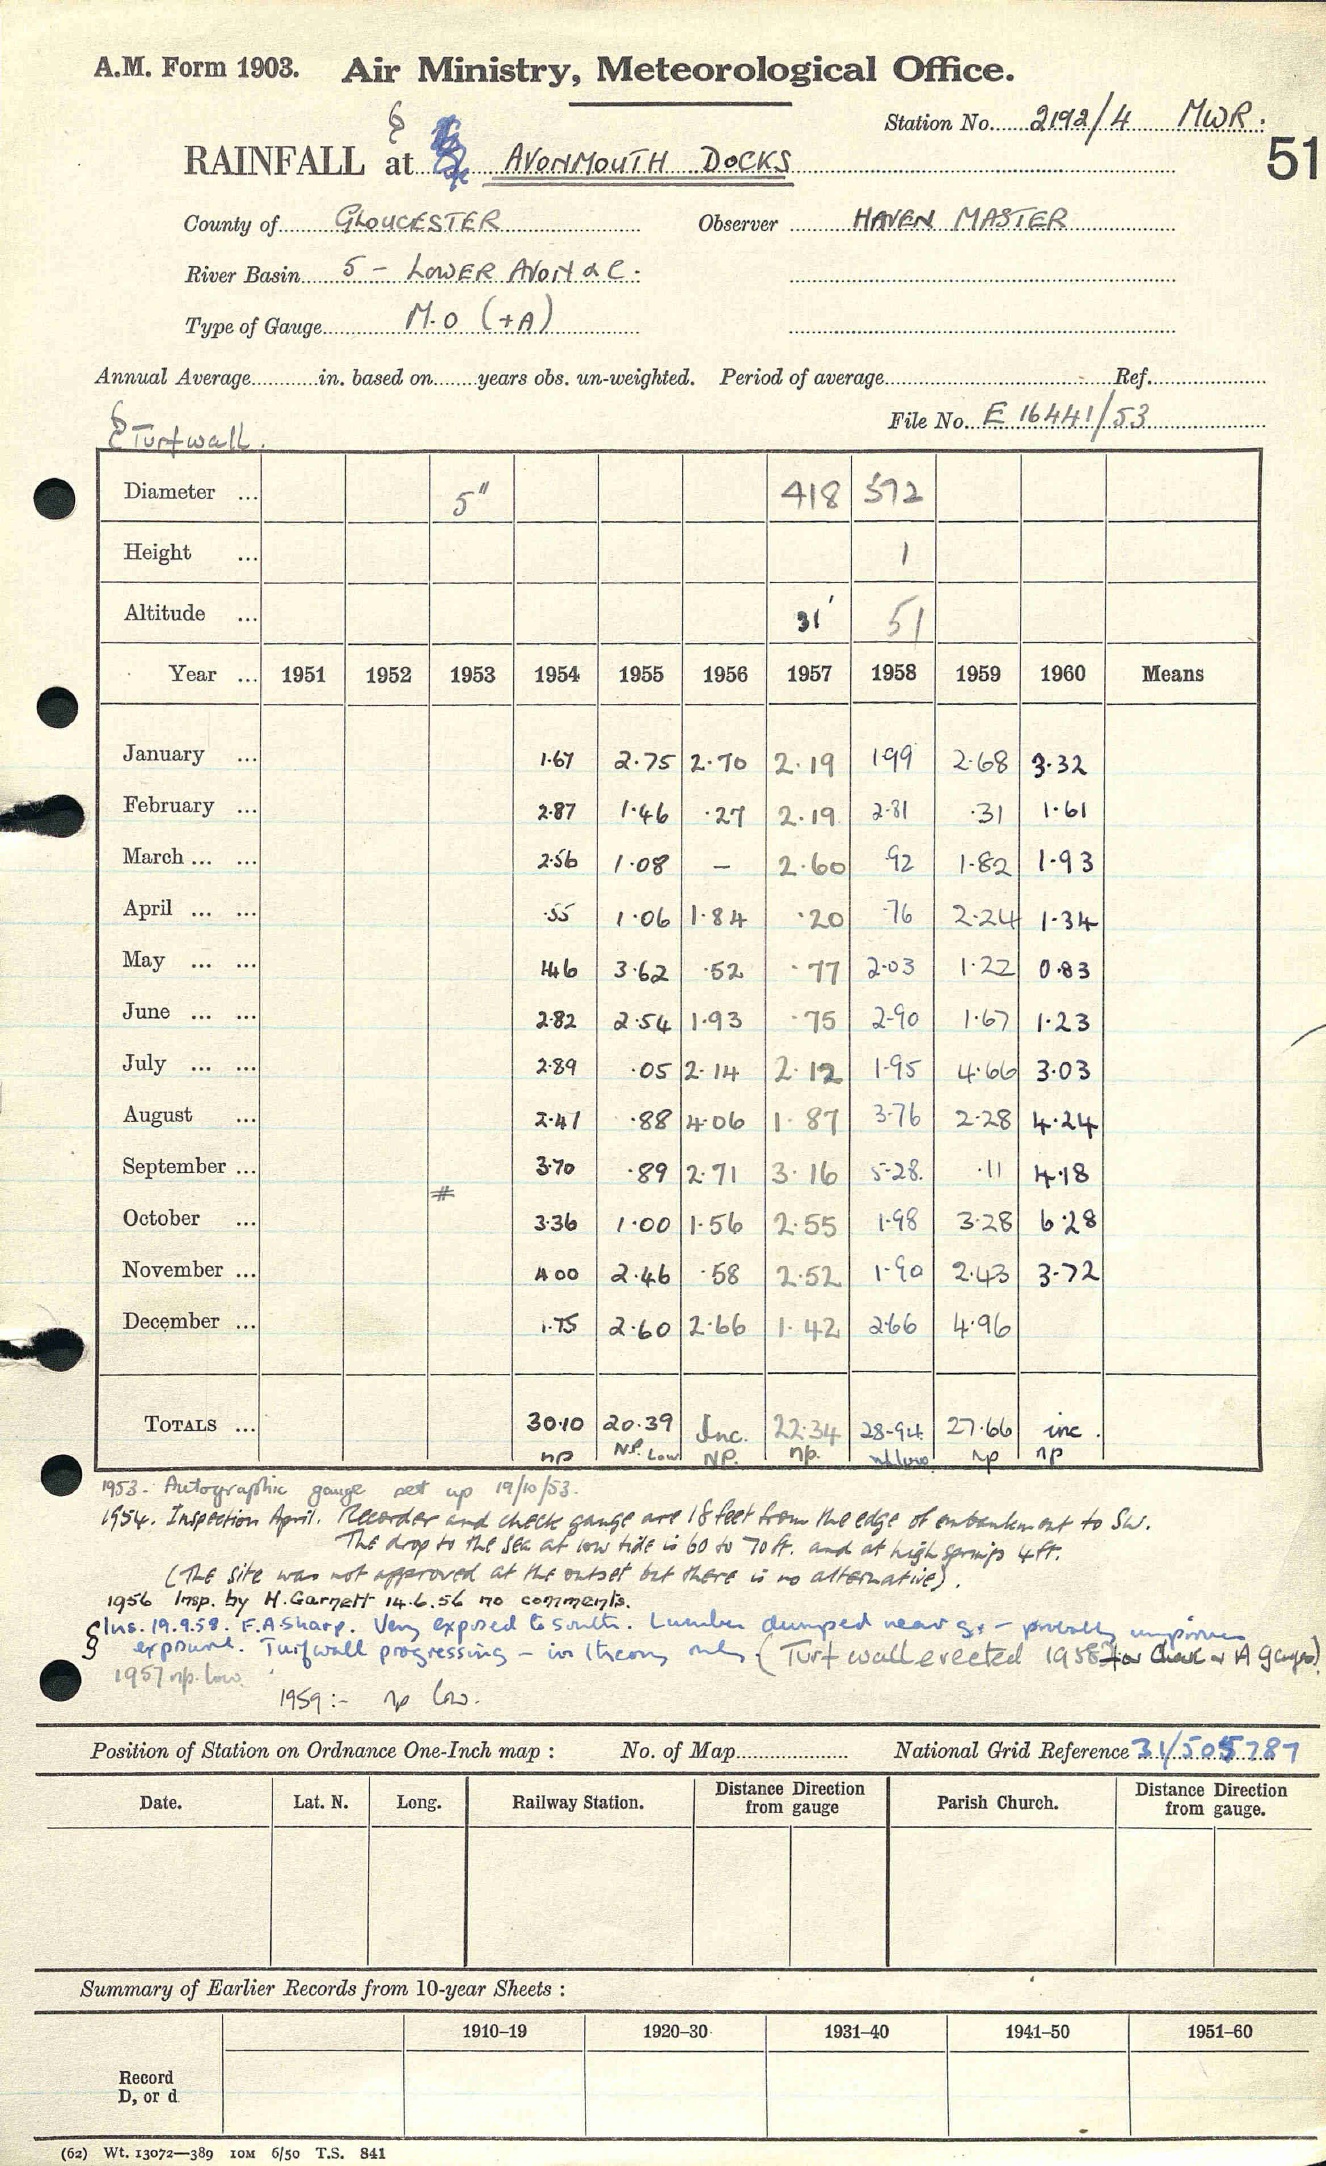 A.M. Form 1903. Air Ministry, Meteorological Office.
Station No. 2192/4 MWR.
51
RAINFALL at AVONMOUTH DOCKS
County of GLOUCESTER Observer HAVEN MASTER
River Basin 5 - LOWER AVON &C.
Type of Gauge M.O (+A)
Annual Average in. based on years obs. un-weighted. Period of average Ref.
§ Turfwall. File No. E 16441/53
Diameter ... 5" 418 572
Height ... 1
Altitude ... 31' 51
Year ... 1951 1952 1953 1954 1955 1956 1957 1958 1959 1960 Means
January ... 1.67 2.75 2.70 2.19 1.99 2.68 3.32
February ... 2.87 1.46 .27 2.19 2.81 .31 1.61
March ... ... 2.56 1.08 - 2.60 .92 1.82 1.93
April ... ... .55 1.06 1.84 .20 .76 2.24 1.34
May ... ... 1.46 3.62 .52 .77 2.03 1.22 0.83
June ... ... 2.82 2.54 1.93 .75 2.90 1.67 1.23
July ... ... 2.89 .05 2.14 2.12 1.95 4.66 3.03
August ... 2.47 .88 4.06 1.87 3.76 2.28 4.24
September ... 3.70 .89 2.71 3.16 5.28. .11 4.18
#
October ... 3.36 1.00 1.56 2.55 1.98 3.28 6.28
November ... 4.00 2.46 .58 2.52 1.90 2.43 3.72
December ... 1.75 2.60 2.66 1.42 2.66 4.96
TOTALS ... 30.10 20.39 Inc. 22.34 28.94 27.66 inc.
np N.P. Low N.P. n.p. low np np
1953 - Autographic gauge set up 19/10/53.
1954. Inspection April. Recorder and check gauge are 18 feet from the edge of embankment to SW.
The drop to the sea at low tide is 60 to 70 ft. and at high springs 4 ft.
(The site was not approved at the outset but there is no alternative).
1956 Insp. by H. Garnett 14.6.56 no comments.
§ Ins. 19.9.58. F.A. Sharp. Very exposed to south. Lumber dumped near g. - probably improves
exposure. Turfwall progressing - in theory only (Turf wall erected 1958? for Check & A gauges)
1957 np. low.
1959 :- np low.
Position of Station on Ordnance One-Inch map : No. of Map National Grid Reference 31/505787
Date. Lat. N. Long. Railway Station. Distance Direction from gauge Parish Church. Distance Direction from gauge.
Summary of Earlier Records from 10-year Sheets :
1910–19 1920–30 1931–40 1941–50 1951–60
Record
D, or d
(62) Wt. 13072—389 10M 6/50 T.S. 841